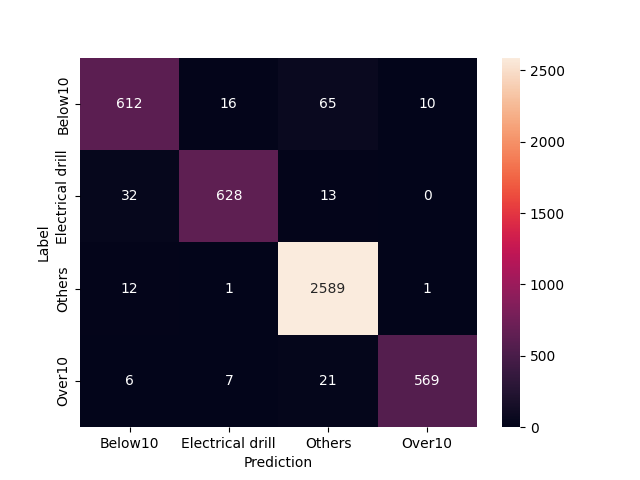 Below10 612 16 65 10
Electrical drill 32 628 13 0
Others 12 1 2589 1
Over10 6 7 21 569
Label
Below10 Electrical drill Others Over10
Prediction
2500
2000
1500
1000
500
0